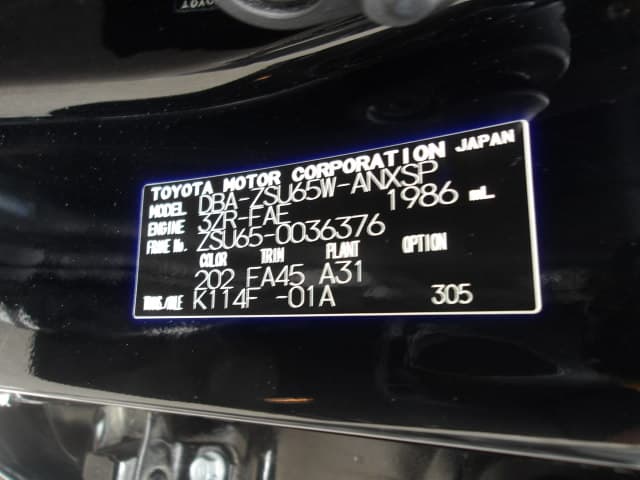 TOYOT
TOYOTA MOTOR CORPORATION JAPAN
MODEL DBA-ZSU65W-ANXSP
ENGINE 3ZR-FAE 1986 mL
FRAME No. ZSU65-0036376
COLOR TRIM PLANT OPTION
202 FA45 A31
TRANS./AXLE K114F -01A 305